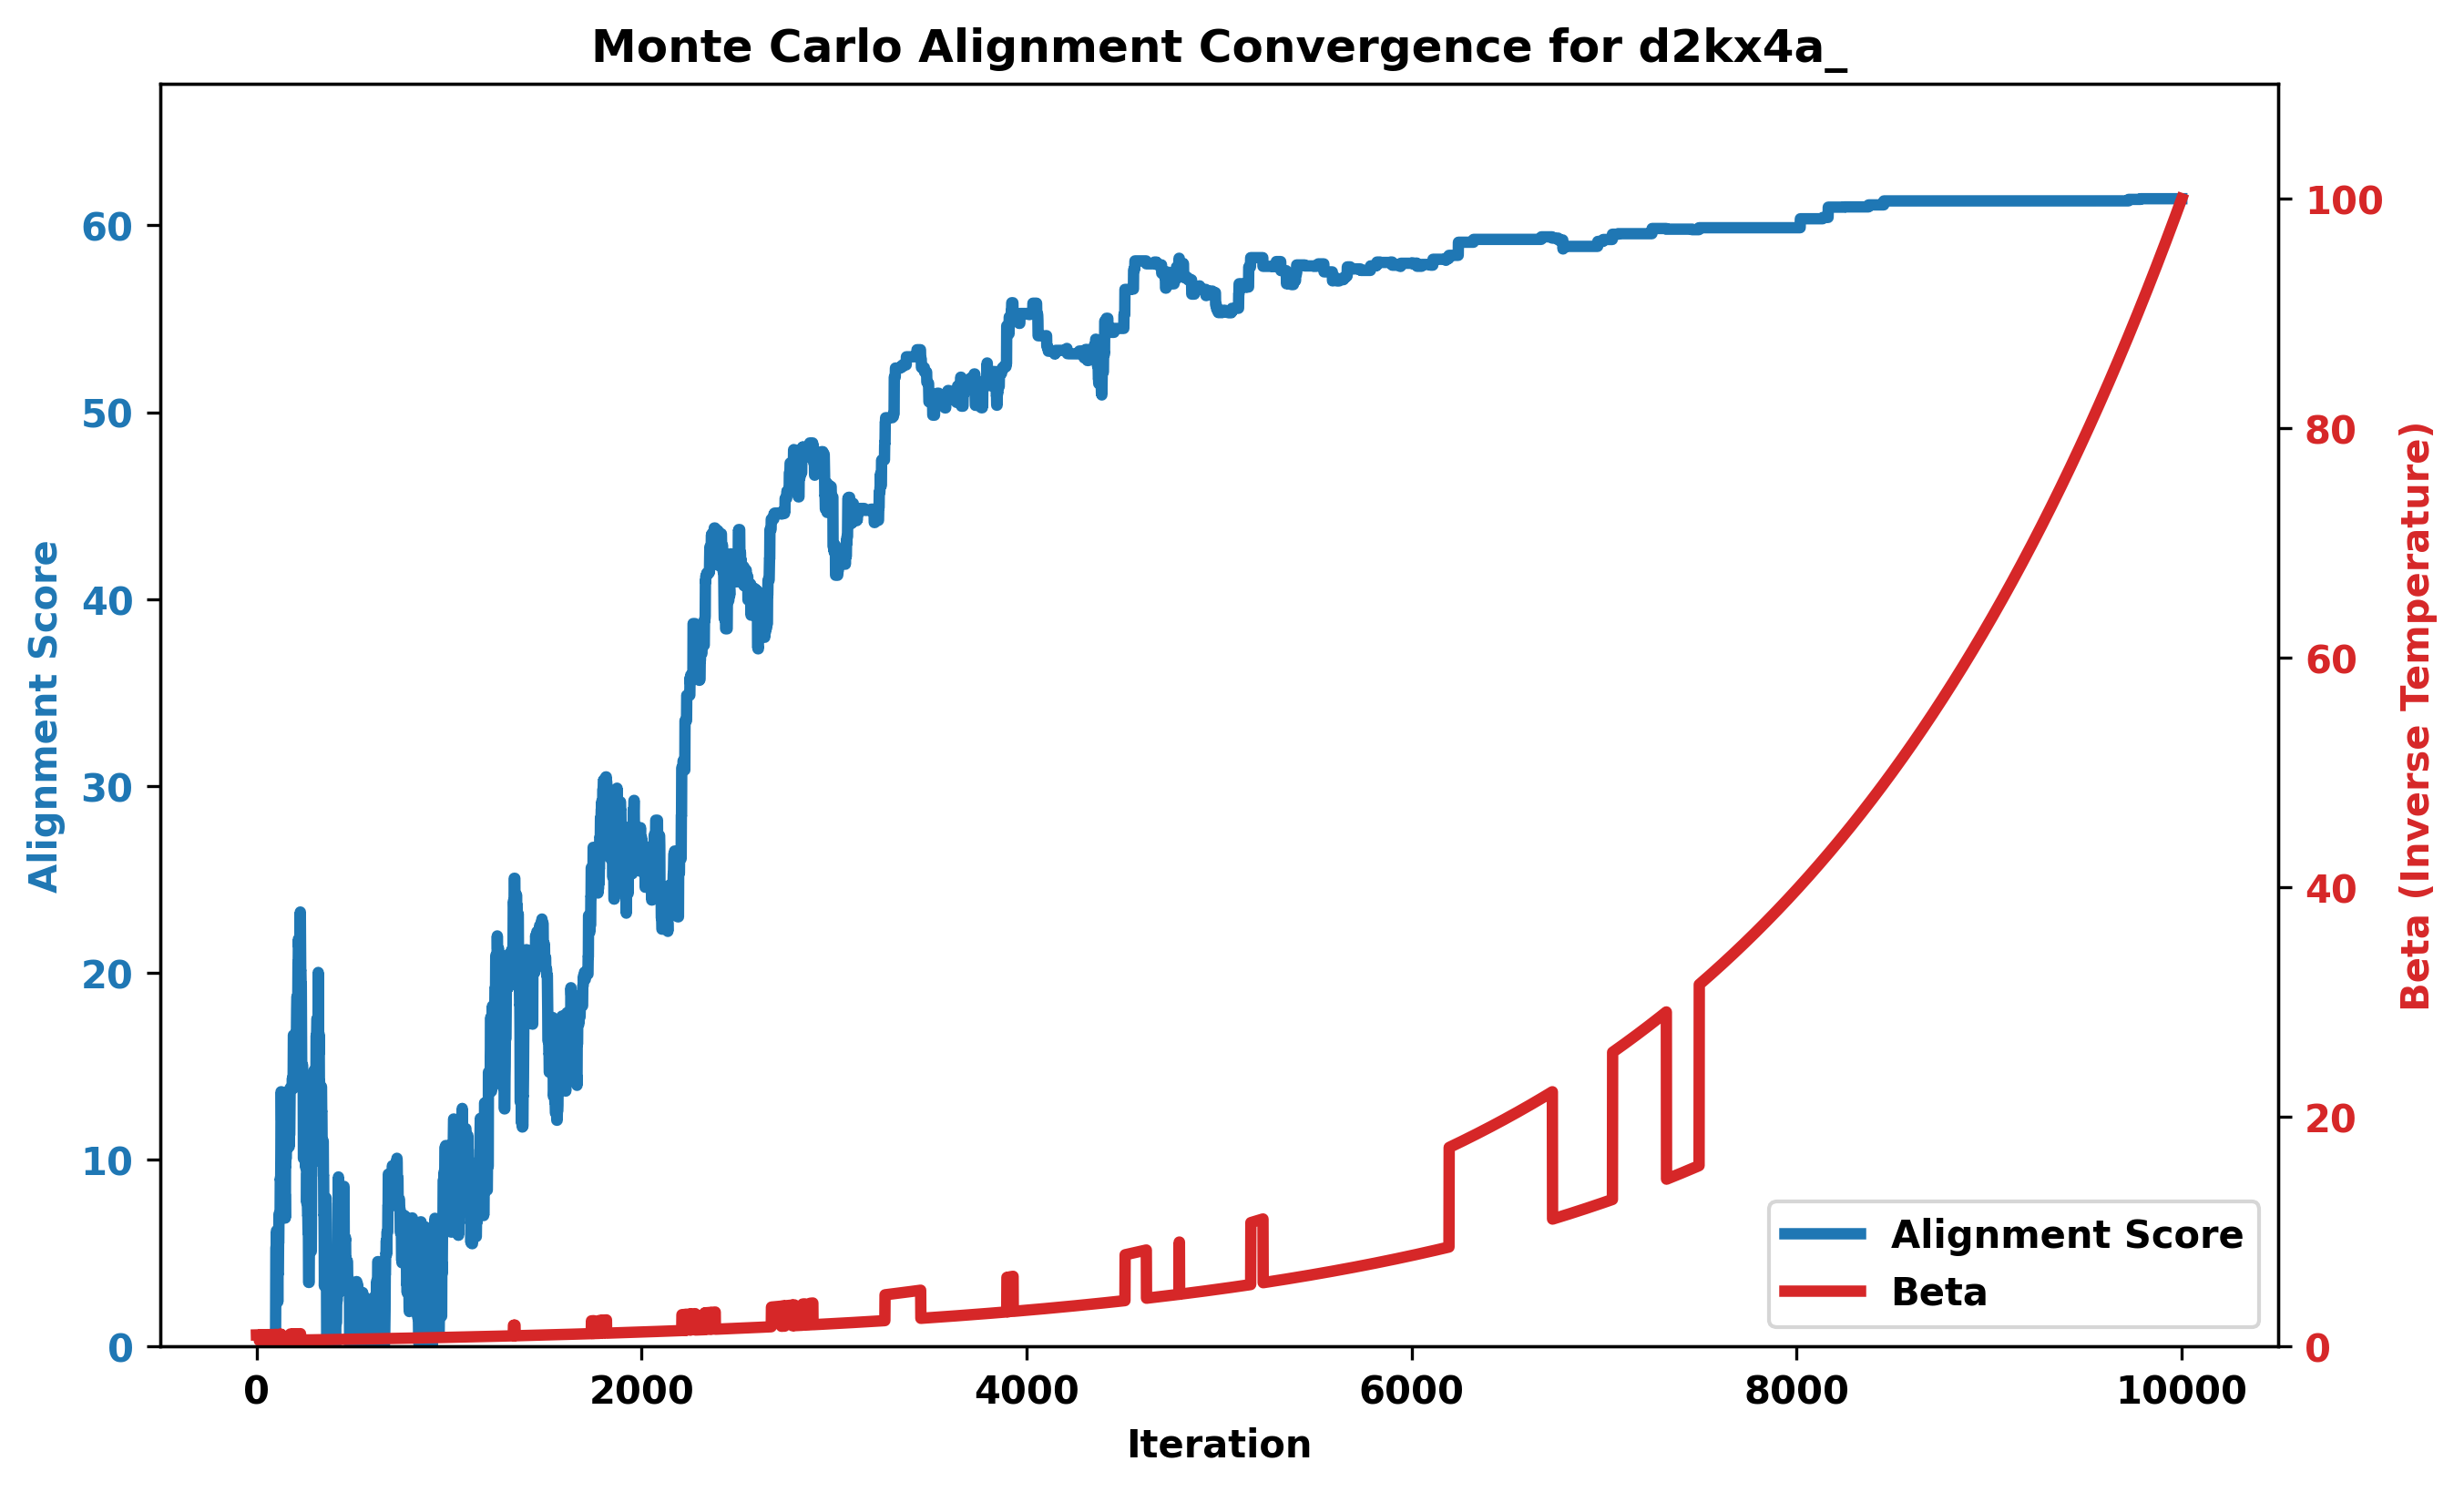 Monte Carlo Alignment Convergence for d2kx4a_
Alignment Score
60
50
40
30
20
10
0
100
80
60
40
20
0
Beta (Inverse Temperature)
Alignment Score
Beta
0 2000 4000 6000 8000 10000
Iteration